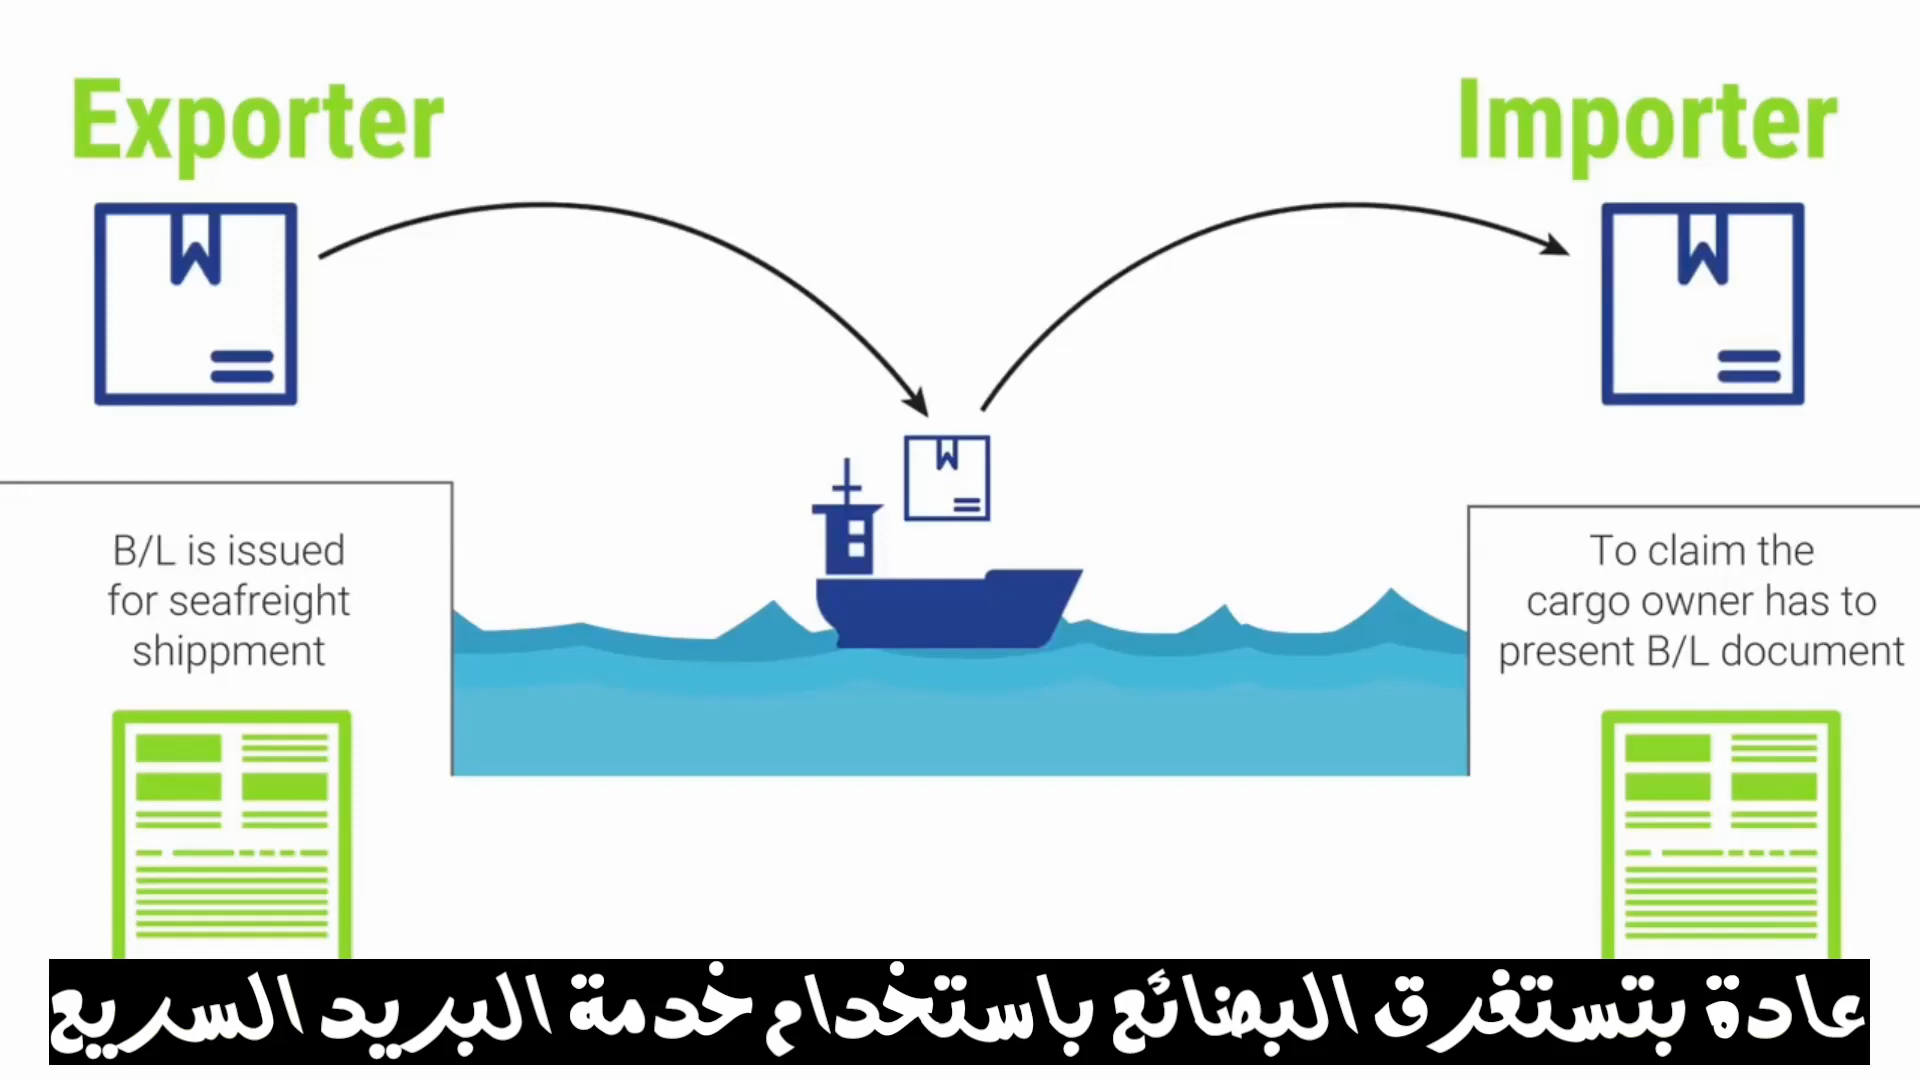 Exporter
Importer
B/L is issued
for seafreight
shippment
To claim the
cargo owner has to
present B/L document
عادة بتستغرق البضائع باستخدام خدمة البريد السريع